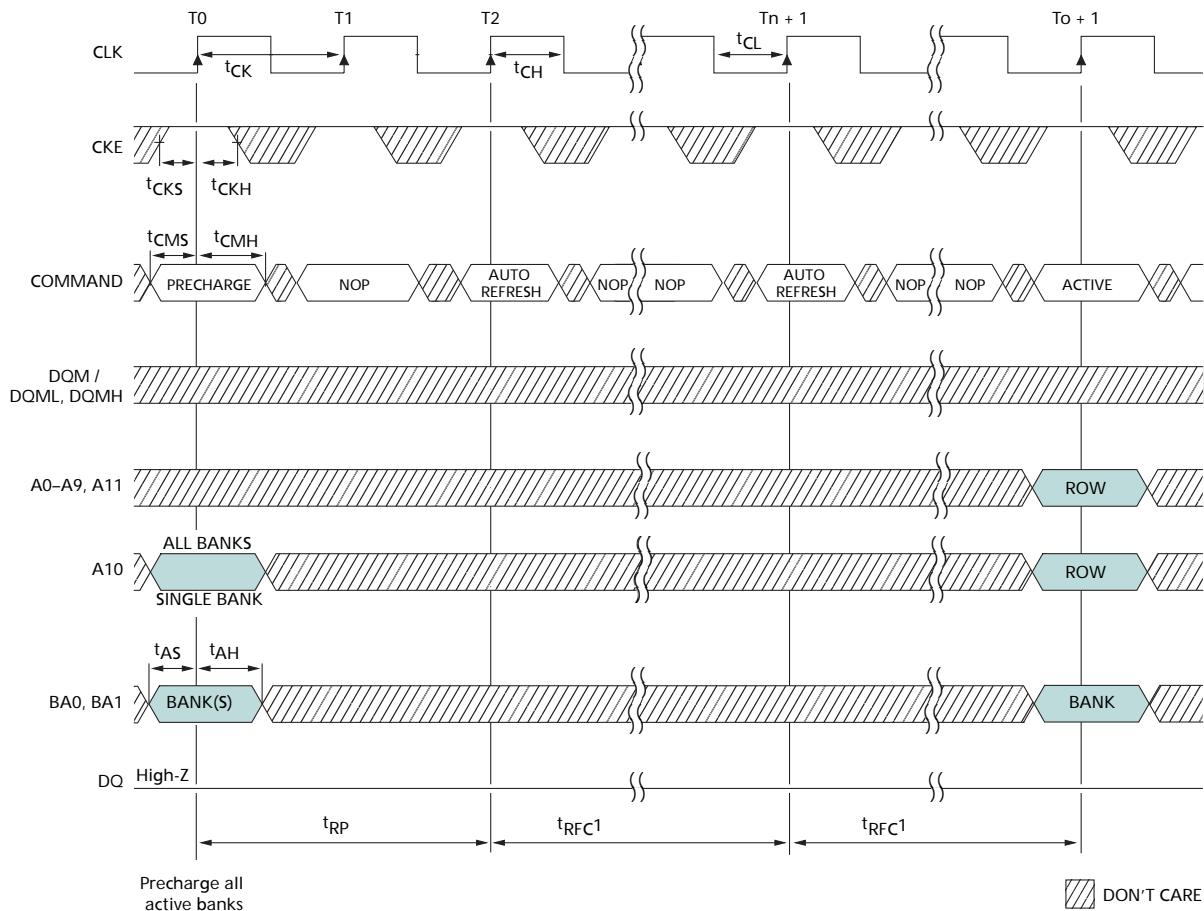 T0 T1 T2 Tn + 1 To + 1
CLK
tCK tCH tCL
CKE
tCKS tCKH
tCMS tCMH
COMMAND PRECHARGE NOP AUTO REFRESH NOP NOP AUTO REFRESH NOP NOP ACTIVE
DQM /
DQML, DQMH
A0–A9, A11 ROW
ALL BANKS
A10 ROW
SINGLE BANK
tAS tAH
BA0, BA1 BANK(S) BANK
DQ High-Z
tRP tRFC1 tRFC1
Precharge all
active banks
DON'T CARE